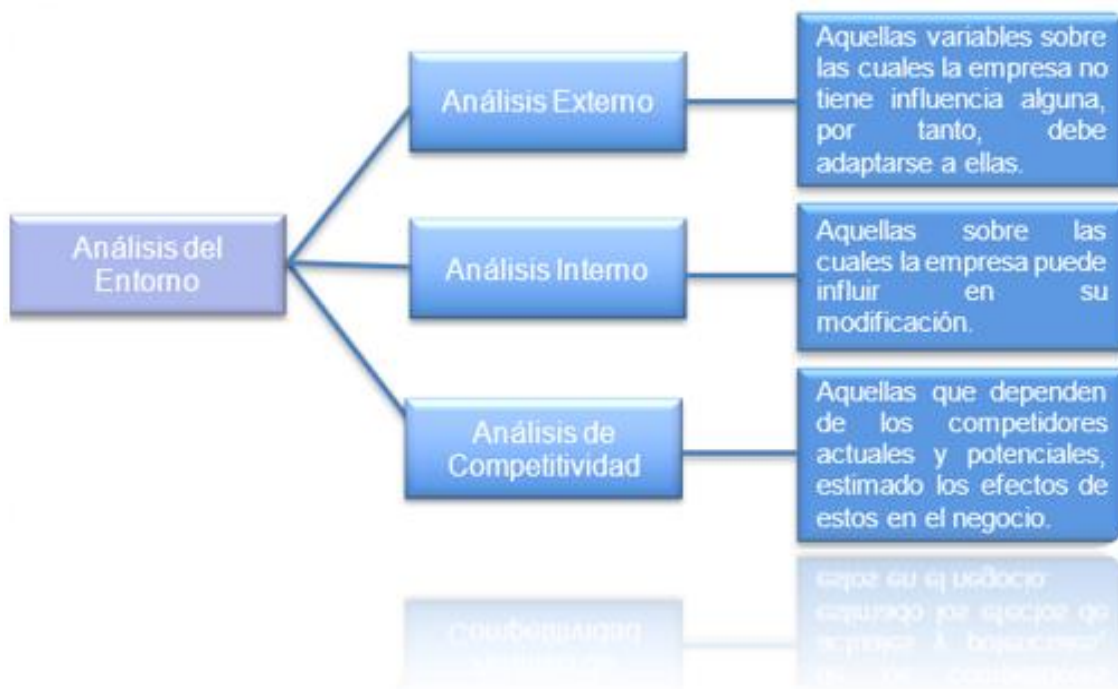 Análisis del
Entorno
Análisis Externo
Aquellas variables sobre
las cuales la empresa no
tiene influencia alguna,
por tanto, debe
adaptarse a ellas.
Análisis Interno
Aquellas sobre las
cuales la empresa puede
influir en su
modificación.
Análisis de
Competitividad
Aquellas que dependen
de los competidores
actuales y potenciales,
estimado los efectos de
estos en el negocio.